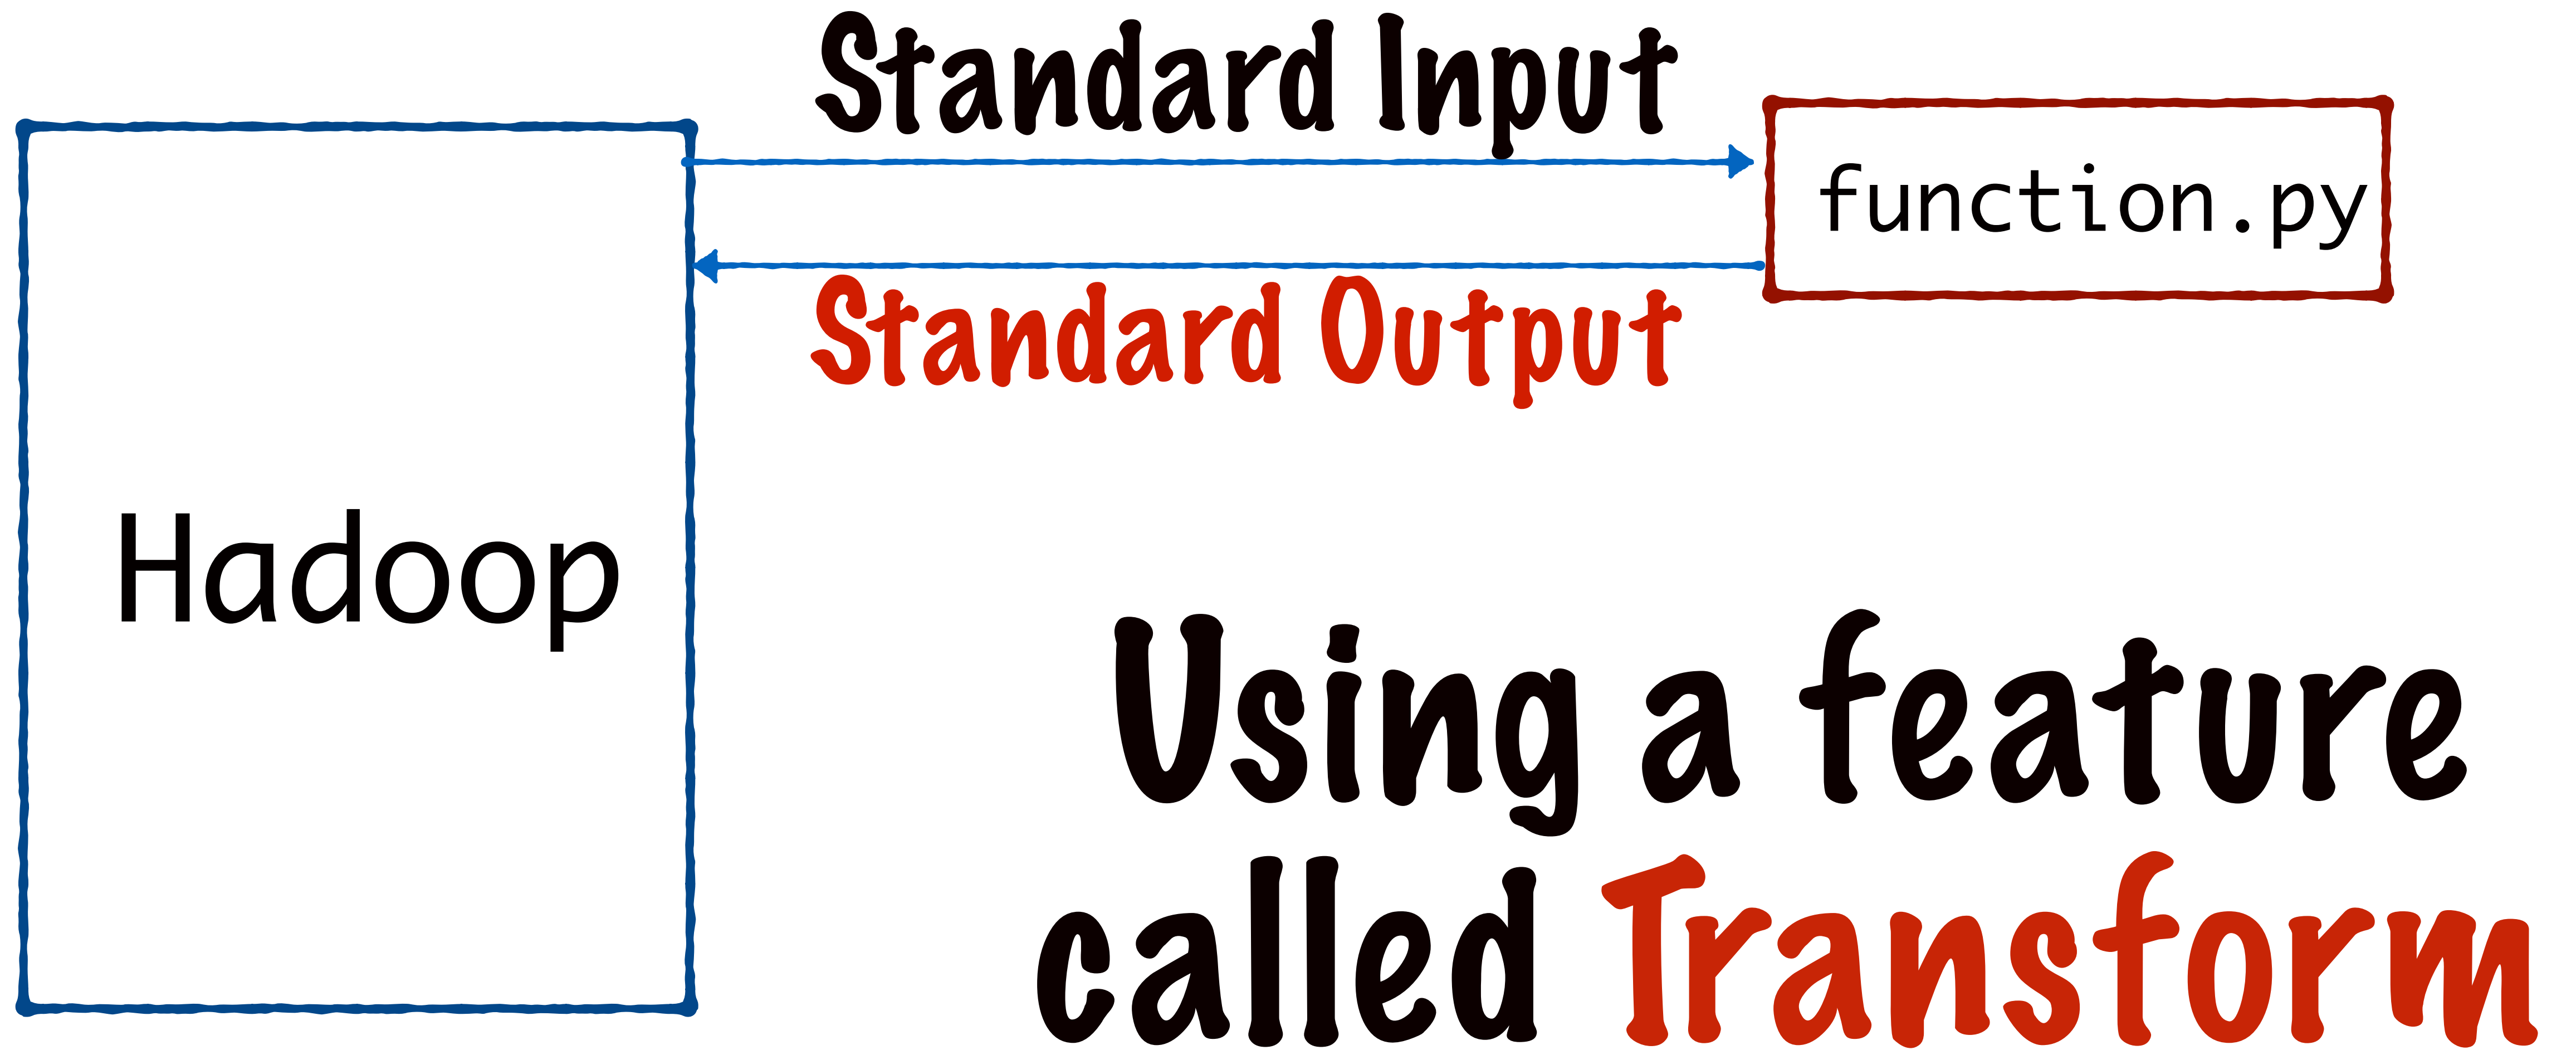 Standard Input
function.py
Standard Output
Hadoop
Using a feature
called Transform